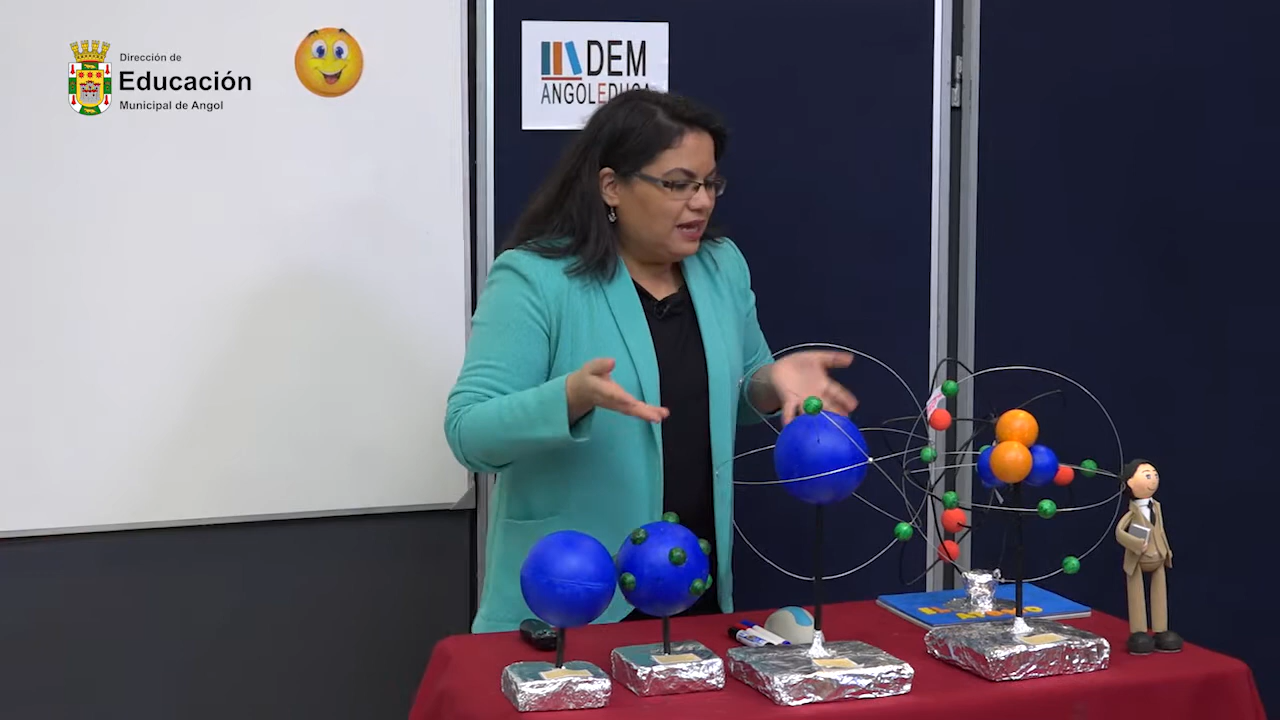 Dirección de
Educación
Municipal de Angol
DEM
ANGOLEDUCA